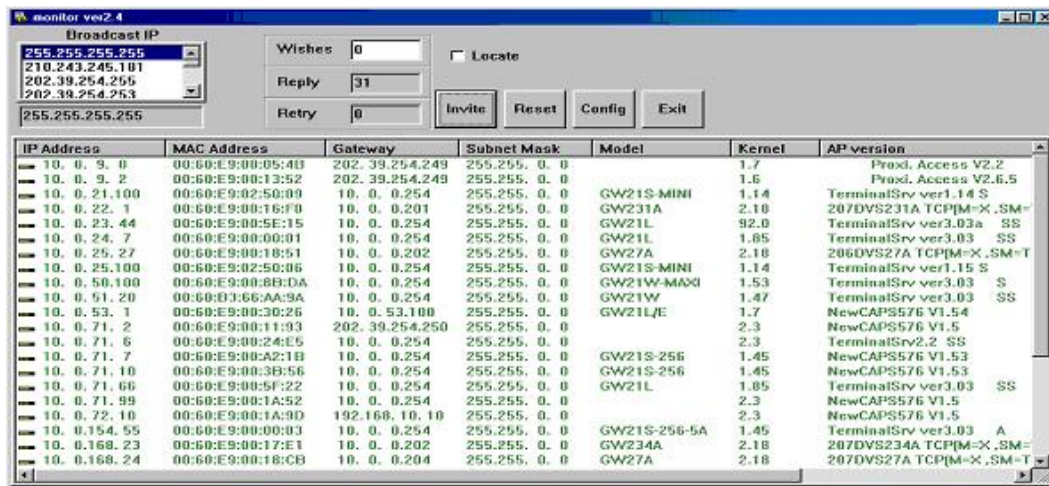 monitor ver2.4
Broadcast IP
255.255.255.255
210.243.245.181
202.39.254.255
202.39.254.253
255.255.255.255
Wishes 0
Reply 31
Retry 0
Locate
Invite Reset Config Exit
IP Address MAC Address Gateway Subnet Mask Model Kernel AP version
10. 0. 9. 0 00:60:E9:00:05:4B 202. 39.254.249 255.255. 0. 0 1.7 Proxi. Access V2.2
10. 0. 9. 2 00:60:E9:00:13:52 202. 39.254.249 255.255. 0. 0 1.6 Proxi. Access V2.6.5
10. 0. 21.100 00:60:E9:02:50:09 10. 0. 0.254 255.255. 0. 0 GW21S-MINI 1.14 TerminalSrv ver1.14 S
10. 0. 22. 1 00:60:E9:00:16:F0 10. 0. 0.201 255.255. 0. 0 GW231A 2.18 207DVS231A TCP[M=X ,SM=
10. 0. 23. 44 00:60:E9:00:5E:15 10. 0. 0.254 255.255. 0. 0 GW21L 92.0 TerminalSrv ver3.03a SS
10. 0. 24. 7 00:60:E9:00:00:01 10. 0. 0.254 255.255. 0. 0 GW21L 1.85 TerminalSrv ver3.03 SS
10. 0. 25. 27 00:60:E9:00:18:51 10. 0. 0.202 255.255. 0. 0 GW27A 2.18 206DVS27A TCP[M=X ,SM=T
10. 0. 25.100 00:60:E9:02:50:06 10. 0. 0.254 255.255. 0. 0 GW21S-MINI 1.14 TerminalSrv ver1.15 S
10. 0. 50.100 00:60:E9:00:8B:DA 10. 0. 0.254 255.255. 0. 0 GW21W-MAXI 1.53 TerminalSrv ver3.03 S
10. 0. 51. 20 00:60:B3:66:AA:9A 10. 0. 0.254 255.255. 0. 0 GW21W 1.47 TerminalSrv ver3.03 SS
10. 0. 53. 1 00:60:E9:00:30:26 10. 0. 53.100 255.255. 0. 0 GW21L/E 1.7 NewCAPS576 V1.54
10. 0. 71. 2 00:60:E9:00:11:93 202. 39.254.250 255.255. 0. 0 2.3 NewCAPS576 V1.5
10. 0. 71. 6 00:60:E9:00:24:E5 10. 0. 0.254 255.255. 0. 0 2.3 TerminalSrv2.2 SS
10. 0. 71. 7 00:60:E9:00:A2:1B 10. 0. 0.254 255.255. 0. 0 GW21S-256 1.45 NewCAPS576 V1.53
10. 0. 71. 10 00:60:E9:00:3B:56 10. 0. 0.254 255.255. 0. 0 GW21S-256 1.45 NewCAPS576 V1.53
10. 0. 71. 66 00:60:E9:00:5F:22 10. 0. 0.254 255.255. 0. 0 GW21L 1.85 TerminalSrv ver3.03 SS
10. 0. 71. 99 00:60:E9:00:1A:52 10. 0. 0.254 255.255. 0. 0 2.3 NewCAPS576 V1.5
10. 0. 72. 10 00:60:E9:00:1A:9D 192.168. 10. 10 255.255. 0. 0 2.3 NewCAPS576 V1.5
10. 0.154. 55 00:60:E9:00:00:03 10. 0. 0.254 255.255. 0. 0 GW21S-256-5A 1.45 TerminalSrv ver3.03 A
10. 0.168. 23 00:60:E9:00:17:E1 10. 0. 0.202 255.255. 0. 0 GW234A 2.18 207DVS234A TCP[M=X ,SM=
10. 0.168. 24 00:60:E9:00:18:CB 10. 0. 0.204 255.255. 0. 0 GW27A 2.18 207DVS27A TCP[M=X ,SM=T